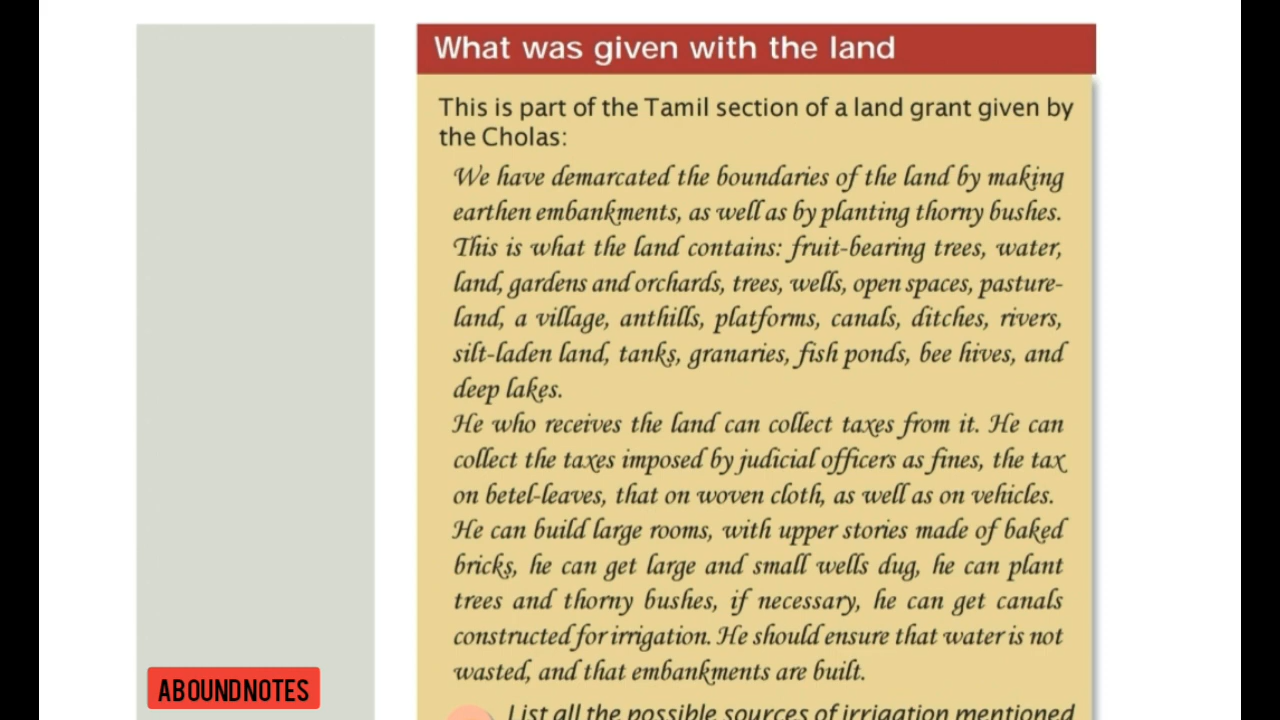 What was given with the land
This is part of the Tamil section of a land grant given by
the Cholas:
We have demarcated the boundaries of the land by making
earthen embankments, as well as by planting thorny bushes.
This is what the land contains: fruit-bearing trees, water,
land, gardens and orchards, trees, wells, open spaces, pasture-
land, a village, anthills, platforms, canals, ditches, rivers,
silt-laden land, tanks, granaries, fish ponds, bee hives, and
deep lakes.
He who receives the land can collect taxes from it. He can
collect the taxes imposed by judicial officers as fines, the tax
on betel-leaves, that on woven cloth, as well as on vehicles.
He can build large rooms, with upper stories made of baked
bricks, he can get large and small wells dug, he can plant
trees and thorny bushes, if necessary, he can get canals
constructed for irrigation. He should ensure that water is not
wasted, and that embankments are built.
List all the possible sources of irrigation mentioned
ABOUNDNOTES